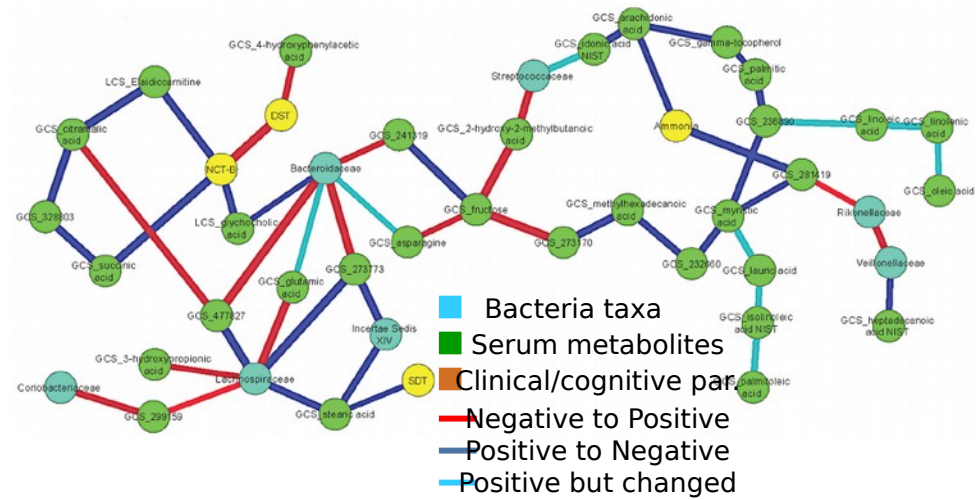 GCS_arachidonic
acid
GCS_4-hydroxyphenylacetic
acid
GCS_idonic acid
NIST
GCS_gamma-tocopherol
Streptococcaceae
GCS_palmitic
acid
LCS_Elaidiccarnitine
DST
GCS_citramalic
acid
GCS_241319
GCS_2-hydroxy-2-methylbutanoic
acid
Ammonia
GCS_236890
GCS_linoleic
acid
GCS_linolenic
acid
NCT-B
Bacteroidaceae
GCS_281419
GCS_oleic acid
GCS_328803
LCS_glychocholic
acid
GCS_fructose
GCS_methylhexadecanoic
acid
GCS_myristic
acid
Rikenellaceae
GCS_asparagine
GCS_273170
GCS_succinic
acid
GCS_glutamic
acid
GCS_273773
GCS_232660
GCS_lauric acid
Veillonellaceae
GCS_477827
Incertae Sedis
XIV
GCS_isolinoleic
acid NIST
GCS_heptadecanoic
acid NIST
GCS_3-hydroxypropionic
acid
Coriobacteriaceae
Lachnospiraceae
SDT
GCS_palmitoleic
acid
GCS_299159
GCS_stearic acid
Bacteria taxa
Serum metabolites
Clinical/cognitive par.
Negative to Positive
Positive to Negative
Positive but changed